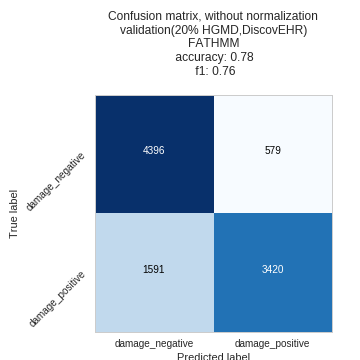 Confusion matrix, without normalization
validation(20% HGMD,DiscovEHR)
FATHMM
accuracy: 0.78
f1: 0.76
True label
damage_negative
4396
579
damage_positive
1591
3420
damage_negative
damage_positive
Predicted label